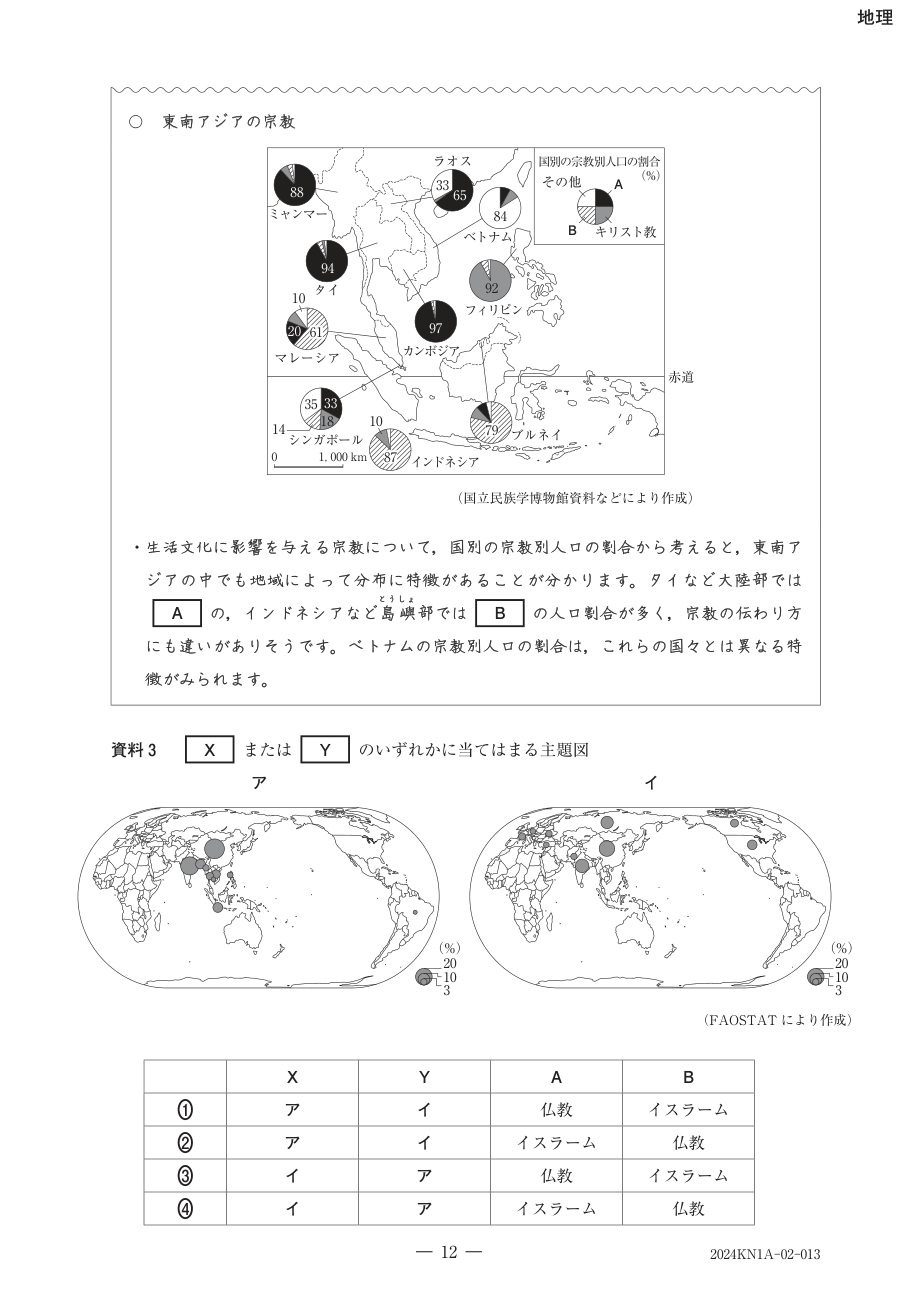 地理
○ 東南アジアの宗教
国別の宗教別人口の割合
(%)
その他
A
B
キリスト教
88
ミャンマー
ラオス
33
65
84
ベトナム
94
タイ
92
フィリピン
10
20
61
マレーシア
97
カンボジア
赤道
35
33
18
14
シンガポール
10
87
インドネシア
79
ブルネイ
0 1,000 km
(国立民族学博物館資料などにより作成)
・生活文化に影響を与える宗教について，国別の宗教別人口の割合から考えると，東南ア
ジアの中でも地域によって分布に特徴があることが分かります。タイなど大陸部では
とうしょ
A の，インドネシアなど島嶼部では B の人口割合が多く，宗教の伝わり方
にも違いがありそうです。ベトナムの宗教別人口の割合は，これらの国々とは異なる特
徴がみられます。
資料3 X または Y のいずれかに当てはまる主題図
ア
イ
(%)
20
10
3
(%)
20
10
3
(FAOSTAT により作成)
X Y A B
① ア イ 仏教 イスラーム
② ア イ イスラーム 仏教
③ イ ア 仏教 イスラーム
④ イ ア イスラーム 仏教
— 12 —
2024KN1A-02-013